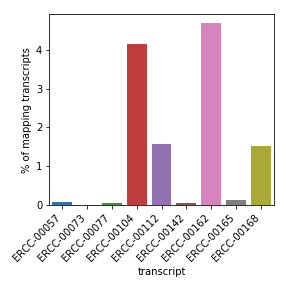 % of mapping transcripts
4
3
2
1
0
ERCC-00057
ERCC-00073
ERCC-00077
ERCC-00104
ERCC-00112
ERCC-00142
ERCC-00162
ERCC-00165
ERCC-00168
transcript